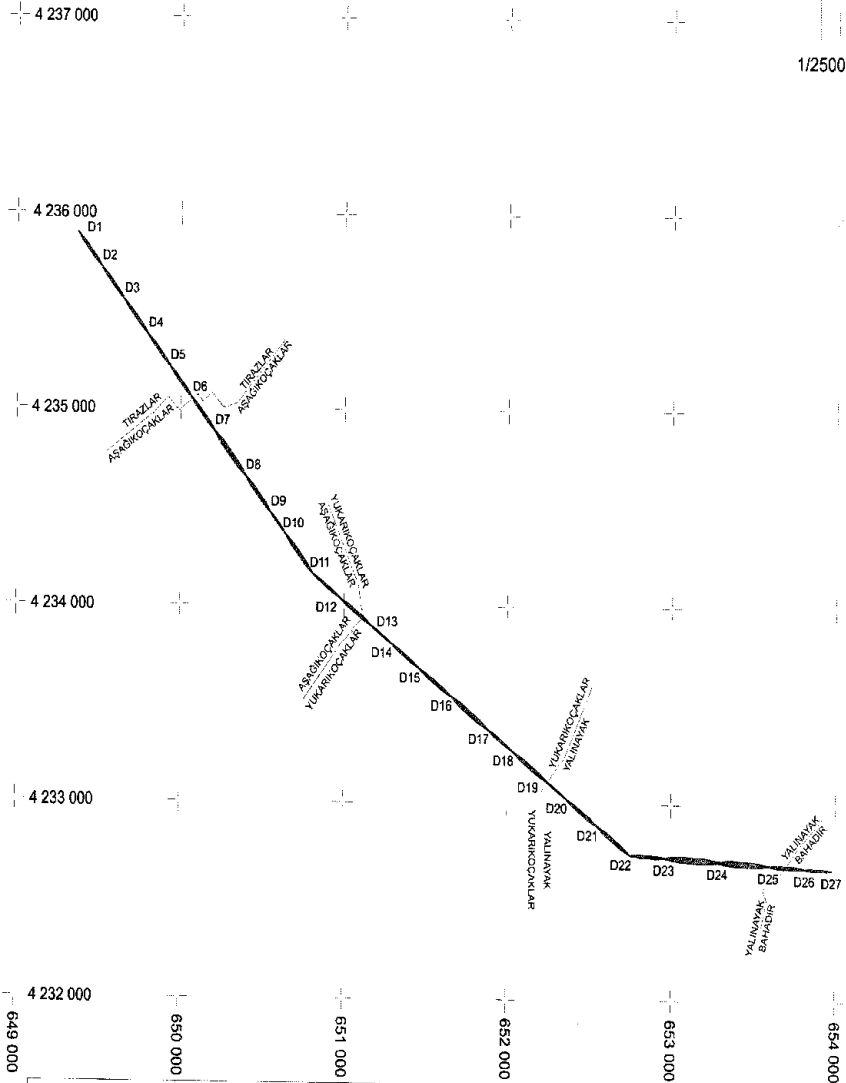 4 237 000
1/2500
4 236 000
D1
D2
D3
D4
D5
TIRAZLAR
AŞAĞIKOÇAKLAR
D6
TIRAZLAR
AŞAĞIKOÇAKLAR
4 235 000
D7
D8
D9
D10
YUKARIKOÇAKLAR
AŞAĞIKOÇAKLAR
D11
4 234 000
D12
D13
AŞAĞIKOÇAKLAR
YUKARIKOÇAKLAR
D14
D15
D16
D17
D18
YUKARIKOÇAKLAR
YALINAYAK
D19
4 233 000
D20
YALINAYAK
YUKARIKOÇAKLAR
D21
D22
D23
D24
YALINAYAK
BAHADIR
D25
D26
D27
YALINAYAK
BAHADIR
4 232 000
649 000
650 000
651 000
652 000
653 000
654 000